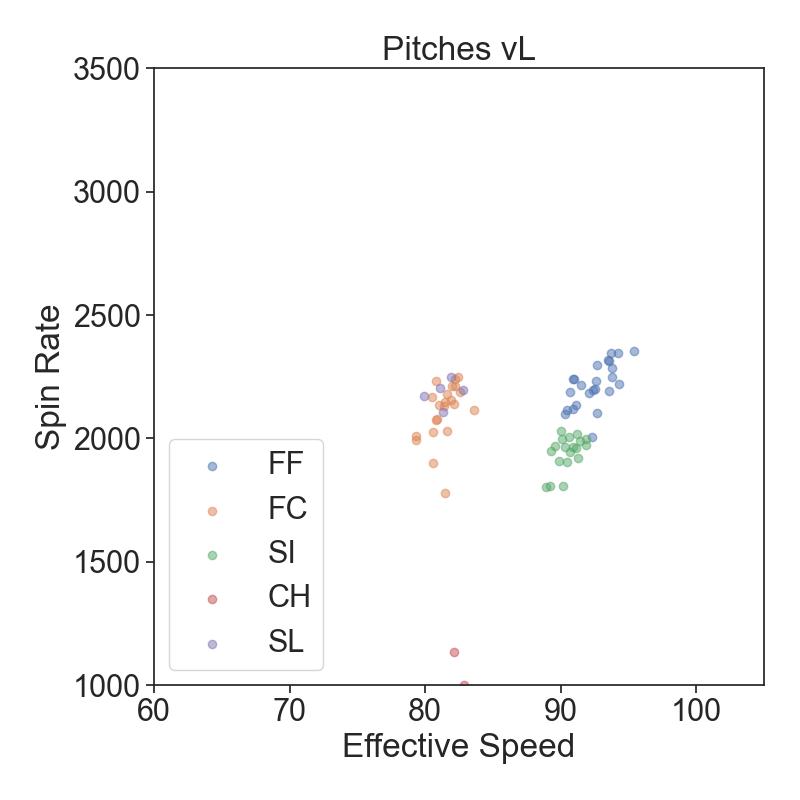 Pitches vL
3500
3000
2500
2000
1500
1000
Spin Rate
FF
FC
SI
CH
SL
60 70 80 90 100
Effective Speed